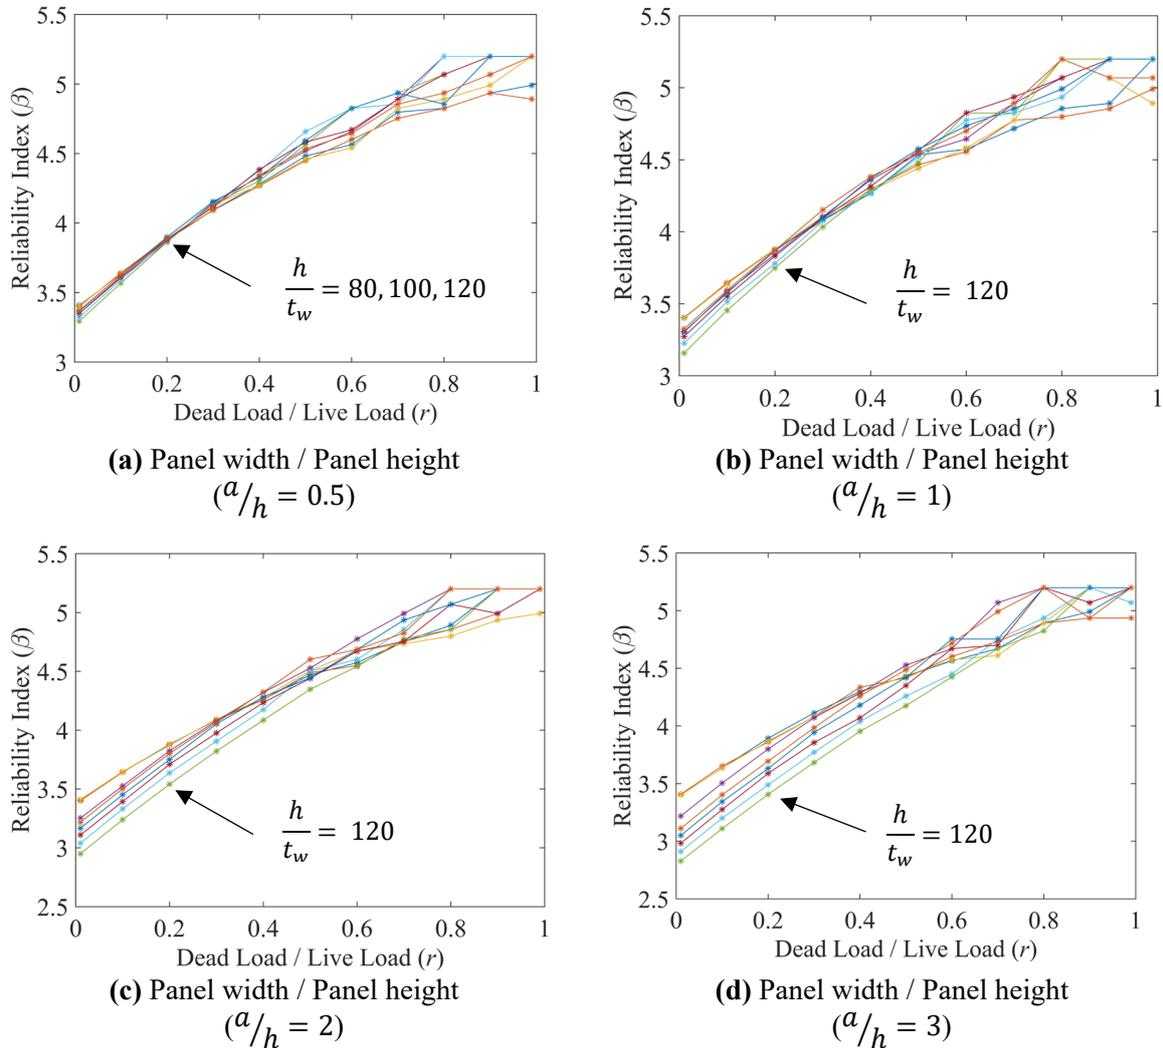 5.5
5
4.5
4
3.5
3
Reliability Index (β)
0 0.2 0.4 0.6 0.8 1
Dead Load / Live Load (r)
h/t_w = 80, 100, 120
(a) Panel width / Panel height
(a/h = 0.5)
5.5
5
4.5
4
3.5
3
Reliability Index (β)
0 0.2 0.4 0.6 0.8 1
Dead Load / Live Load (r)
h/t_w = 120
(b) Panel width / Panel height
(a/h = 1)
5.5
5
4.5
4
3.5
3
2.5
Reliability Index (β)
0 0.2 0.4 0.6 0.8 1
Dead Load / Live Load (r)
h/t_w = 120
(c) Panel width / Panel height
(a/h = 2)
5.5
5
4.5
4
3.5
3
2.5
Reliability Index (β)
0 0.2 0.4 0.6 0.8 1
Dead Load / Live Load (r)
h/t_w = 120
(d) Panel width / Panel height
(a/h = 3)